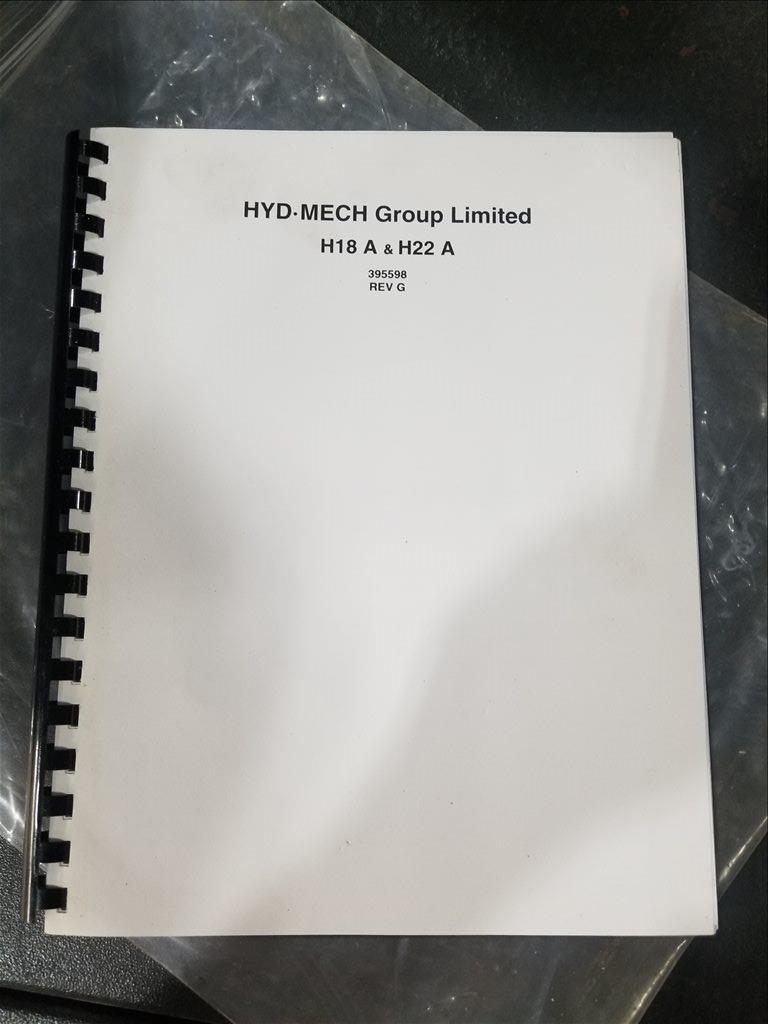 HYD·MECH Group Limited
H18 A & H22 A
395598
REV G